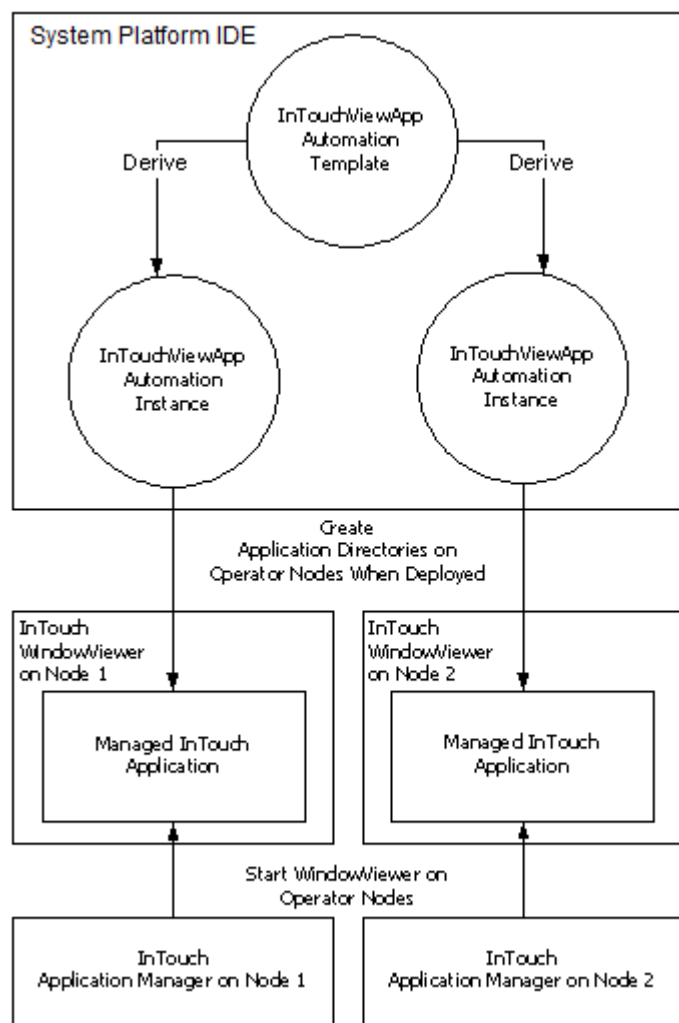 System Platform IDE
InTouchViewApp
Automation
Template
Derive
Derive
InTouchViewApp
Automation
Instance
InTouchViewApp
Automation
Instance
Create
Application Directories on
Operator Nodes When Deployed
InTouch
WindowViewer
on Node 1
InTouch
WindowViewer
on Node 2
Managed InTouch
Application
Managed InTouch
Application
Start WindowViewer on
Operator Nodes
InTouch
Application Manager on Node 1
InTouch
Application Manager on Node 2